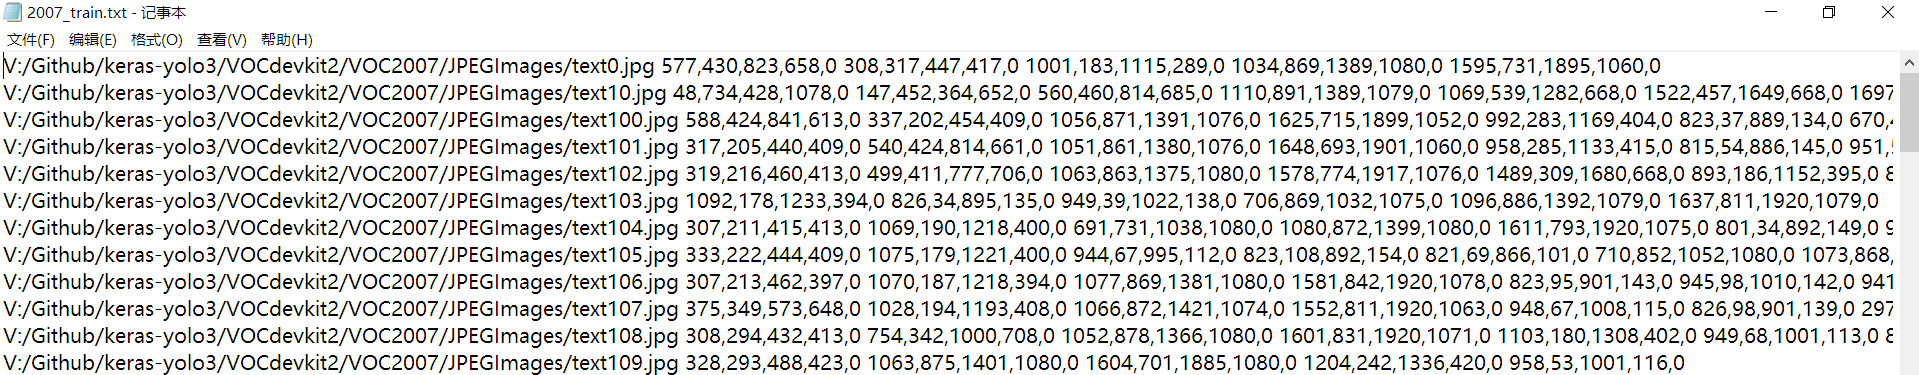 2007_train.txt - 记事本
文件(F) 编辑(E) 格式(O) 查看(V) 帮助(H)
V:/Github/keras-yolo3/VOCdevkit2/VOC2007/JPEGImages/text0.jpg 577,430,823,658,0 308,317,447,417,0 1001,183,1115,289,0 1034,869,1389,1080,0 1595,731,1895,1060,0
V:/Github/keras-yolo3/VOCdevkit2/VOC2007/JPEGImages/text10.jpg 48,734,428,1078,0 147,452,364,652,0 560,460,814,685,0 1110,891,1389,1079,0 1069,539,1282,668,0 1522,457,1649,668,0 1697
V:/Github/keras-yolo3/VOCdevkit2/VOC2007/JPEGImages/text100.jpg 588,424,841,613,0 337,202,454,409,0 1056,871,1391,1076,0 1625,715,1899,1052,0 992,283,1169,404,0 823,37,889,134,0 670,
V:/Github/keras-yolo3/VOCdevkit2/VOC2007/JPEGImages/text101.jpg 317,205,440,409,0 540,424,814,661,0 1051,861,1380,1076,0 1648,693,1901,1060,0 958,285,1133,415,0 815,54,886,145,0 951,
V:/Github/keras-yolo3/VOCdevkit2/VOC2007/JPEGImages/text102.jpg 319,216,460,413,0 499,411,777,706,0 1063,863,1375,1080,0 1578,774,1917,1076,0 1489,309,1680,668,0 893,186,1152,395,0 8
V:/Github/keras-yolo3/VOCdevkit2/VOC2007/JPEGImages/text103.jpg 1092,178,1233,394,0 826,34,895,135,0 949,39,1022,138,0 706,869,1032,1075,0 1096,886,1392,1079,0 1637,811,1920,1079,0
V:/Github/keras-yolo3/VOCdevkit2/VOC2007/JPEGImages/text104.jpg 307,211,415,413,0 1069,190,1218,400,0 691,731,1038,1080,0 1080,872,1399,1080,0 1611,793,1920,1075,0 801,34,892,149,0 9
V:/Github/keras-yolo3/VOCdevkit2/VOC2007/JPEGImages/text105.jpg 333,222,444,409,0 1075,179,1221,400,0 944,67,995,112,0 823,108,892,154,0 821,69,866,101,0 710,852,1052,1080,0 1073,868,
V:/Github/keras-yolo3/VOCdevkit2/VOC2007/JPEGImages/text106.jpg 307,213,462,397,0 1070,187,1218,394,0 1077,869,1381,1080,0 1581,842,1920,1078,0 823,95,901,143,0 945,98,1010,142,0 941
V:/Github/keras-yolo3/VOCdevkit2/VOC2007/JPEGImages/text107.jpg 375,349,573,648,0 1028,194,1193,408,0 1066,872,1421,1074,0 1552,811,1920,1063,0 948,67,1008,115,0 826,98,901,139,0 297
V:/Github/keras-yolo3/VOCdevkit2/VOC2007/JPEGImages/text108.jpg 308,294,432,413,0 754,342,1000,708,0 1052,878,1366,1080,0 1601,831,1920,1071,0 1103,180,1308,402,0 949,68,1001,113,0 8
V:/Github/keras-yolo3/VOCdevkit2/VOC2007/JPEGImages/text109.jpg 328,293,488,423,0 1063,875,1401,1080,0 1604,701,1885,1080,0 1204,242,1336,420,0 958,53,1001,116,0